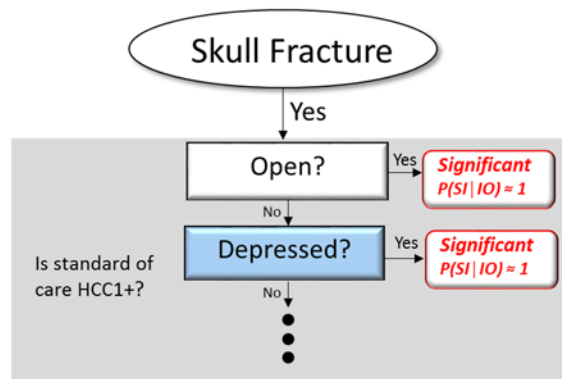 Skull Fracture
Yes
Open?
Yes
Significant
P(SI|IO) ≈ 1
No
Depressed?
Yes
Significant
P(SI|IO) ≈ 1
Is standard of
care HCC1+?
No